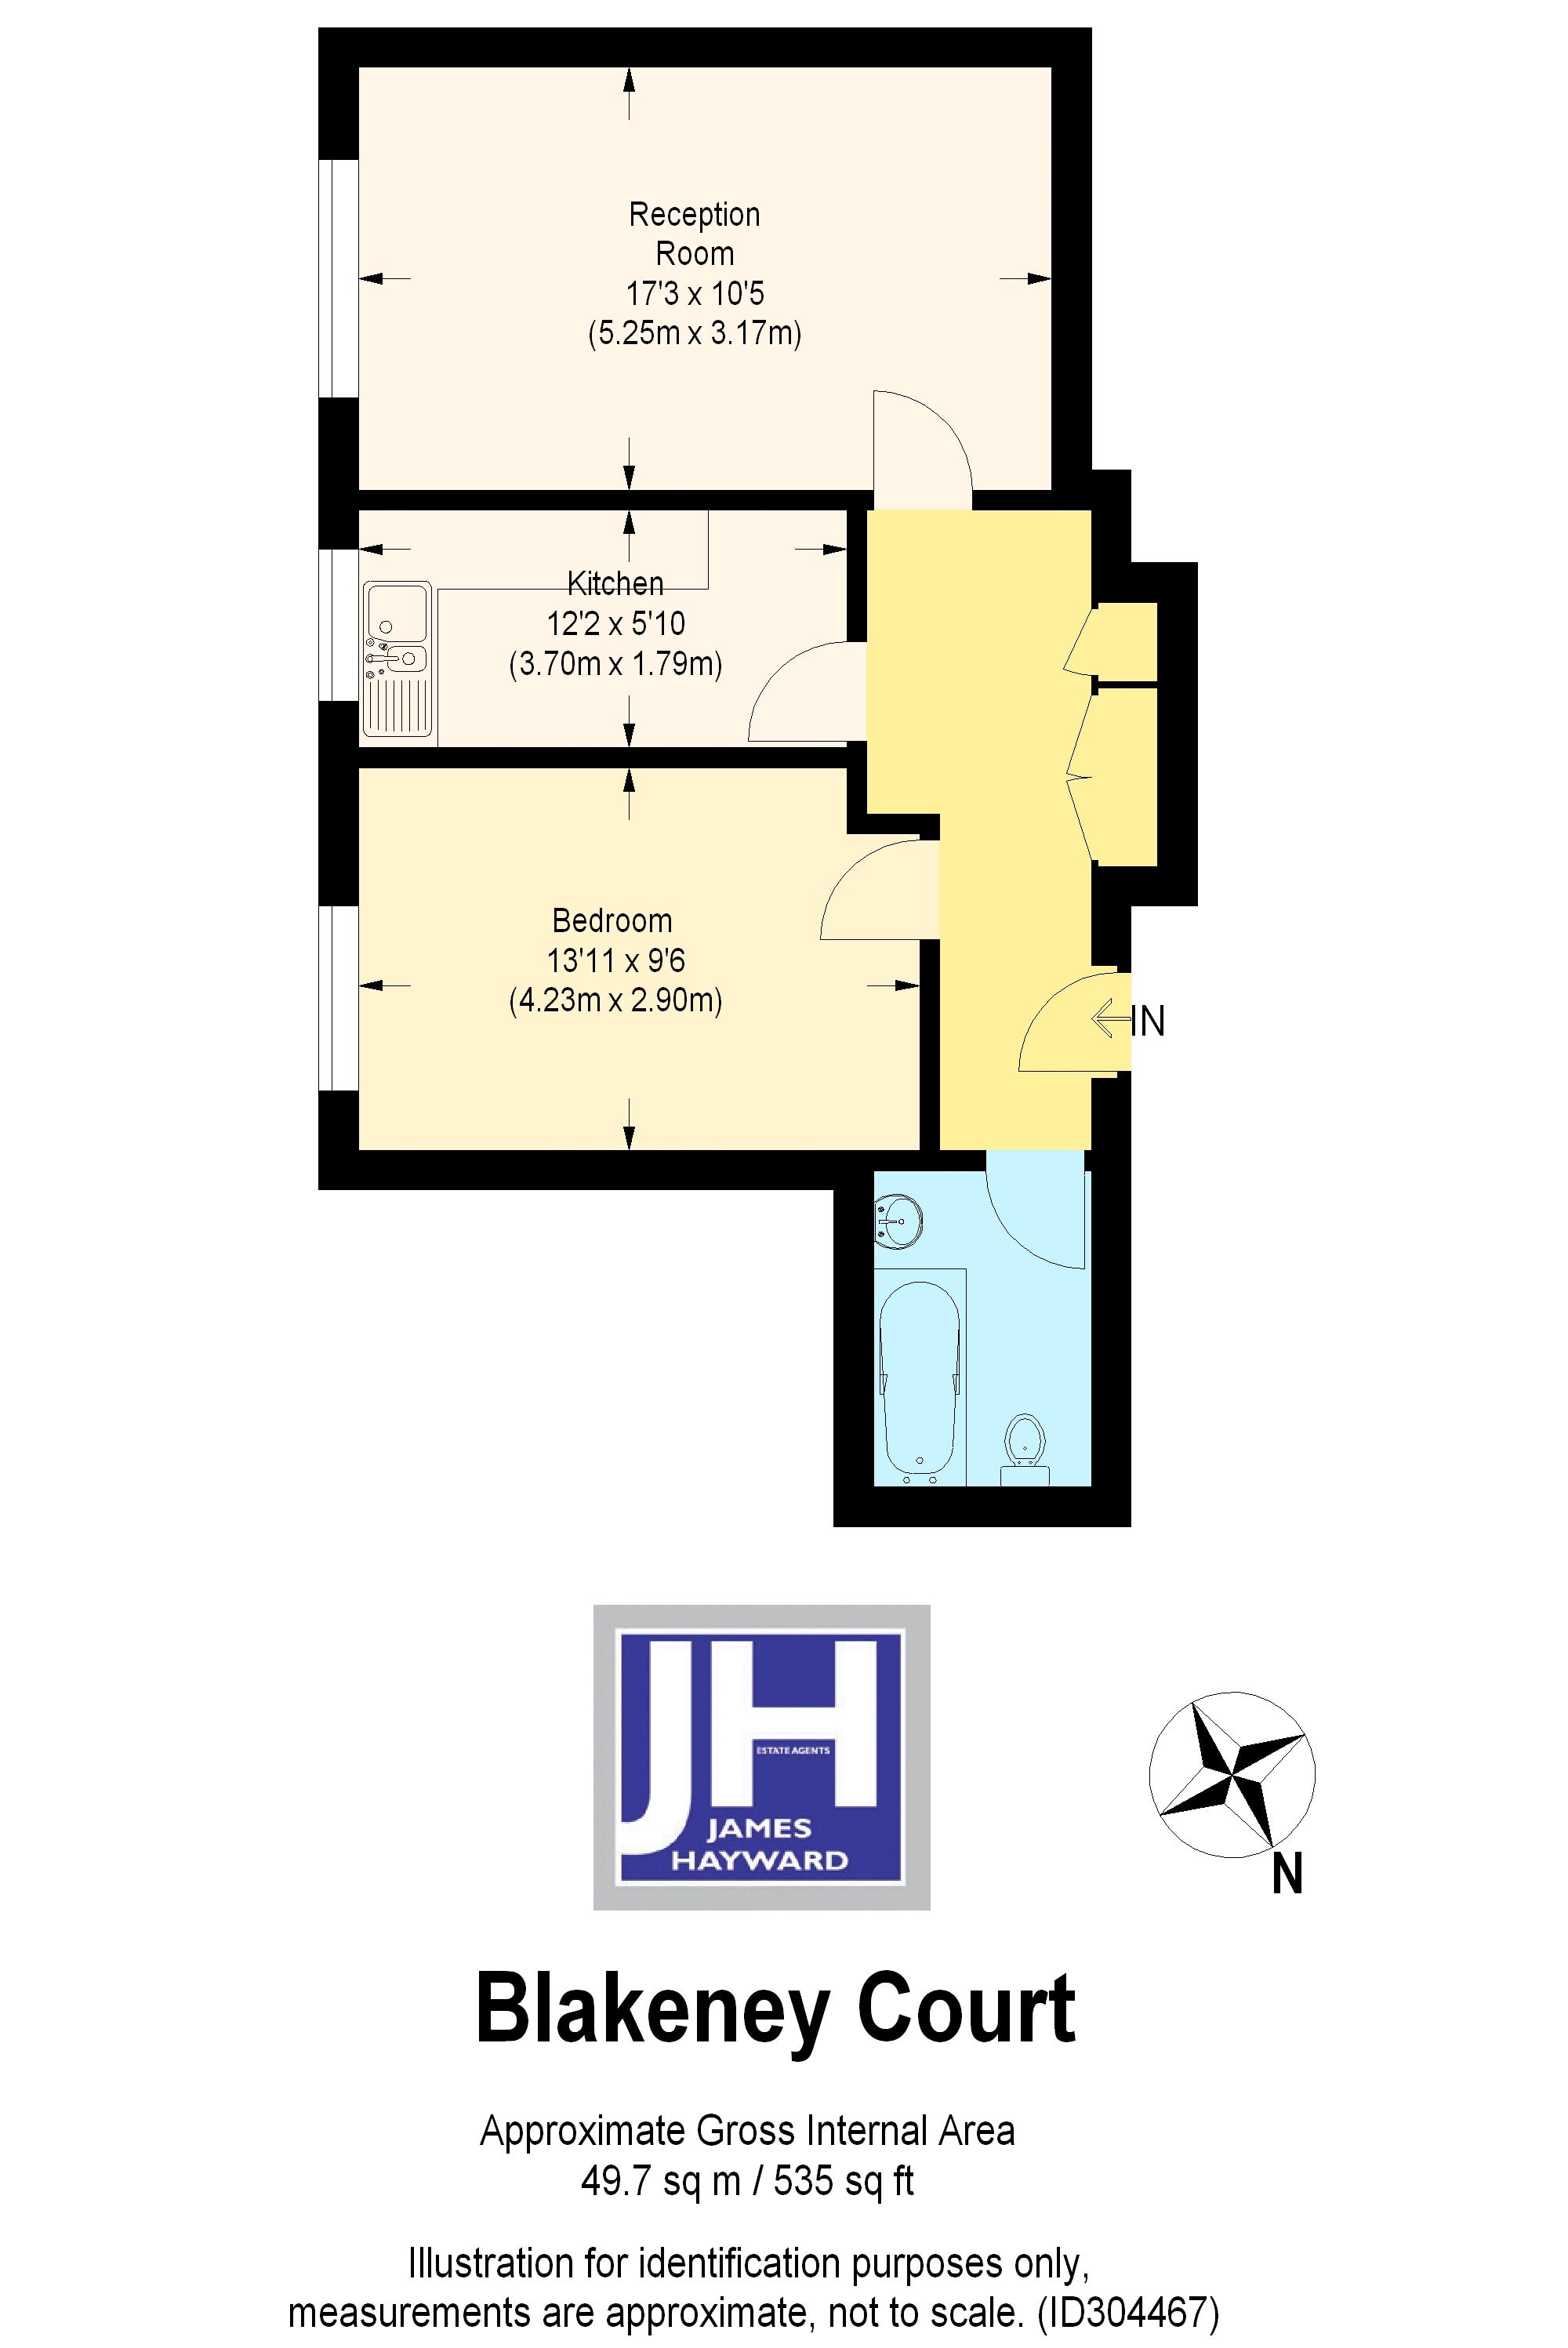 Reception
Room
17'3 x 10'5
(5.25m x 3.17m)
Kitchen
12'2 x 5'10
(3.70m x 1.79m)
Bedroom
13'11 x 9'6
(4.23m x 2.90m)
IN
JH
ESTATE AGENTS
JAMES
HAYWARD
N
Blakeney Court
Approximate Gross Internal Area
49.7 sq m / 535 sq ft
Illustration for identification purposes only,
measurements are approximate, not to scale. (ID304467)